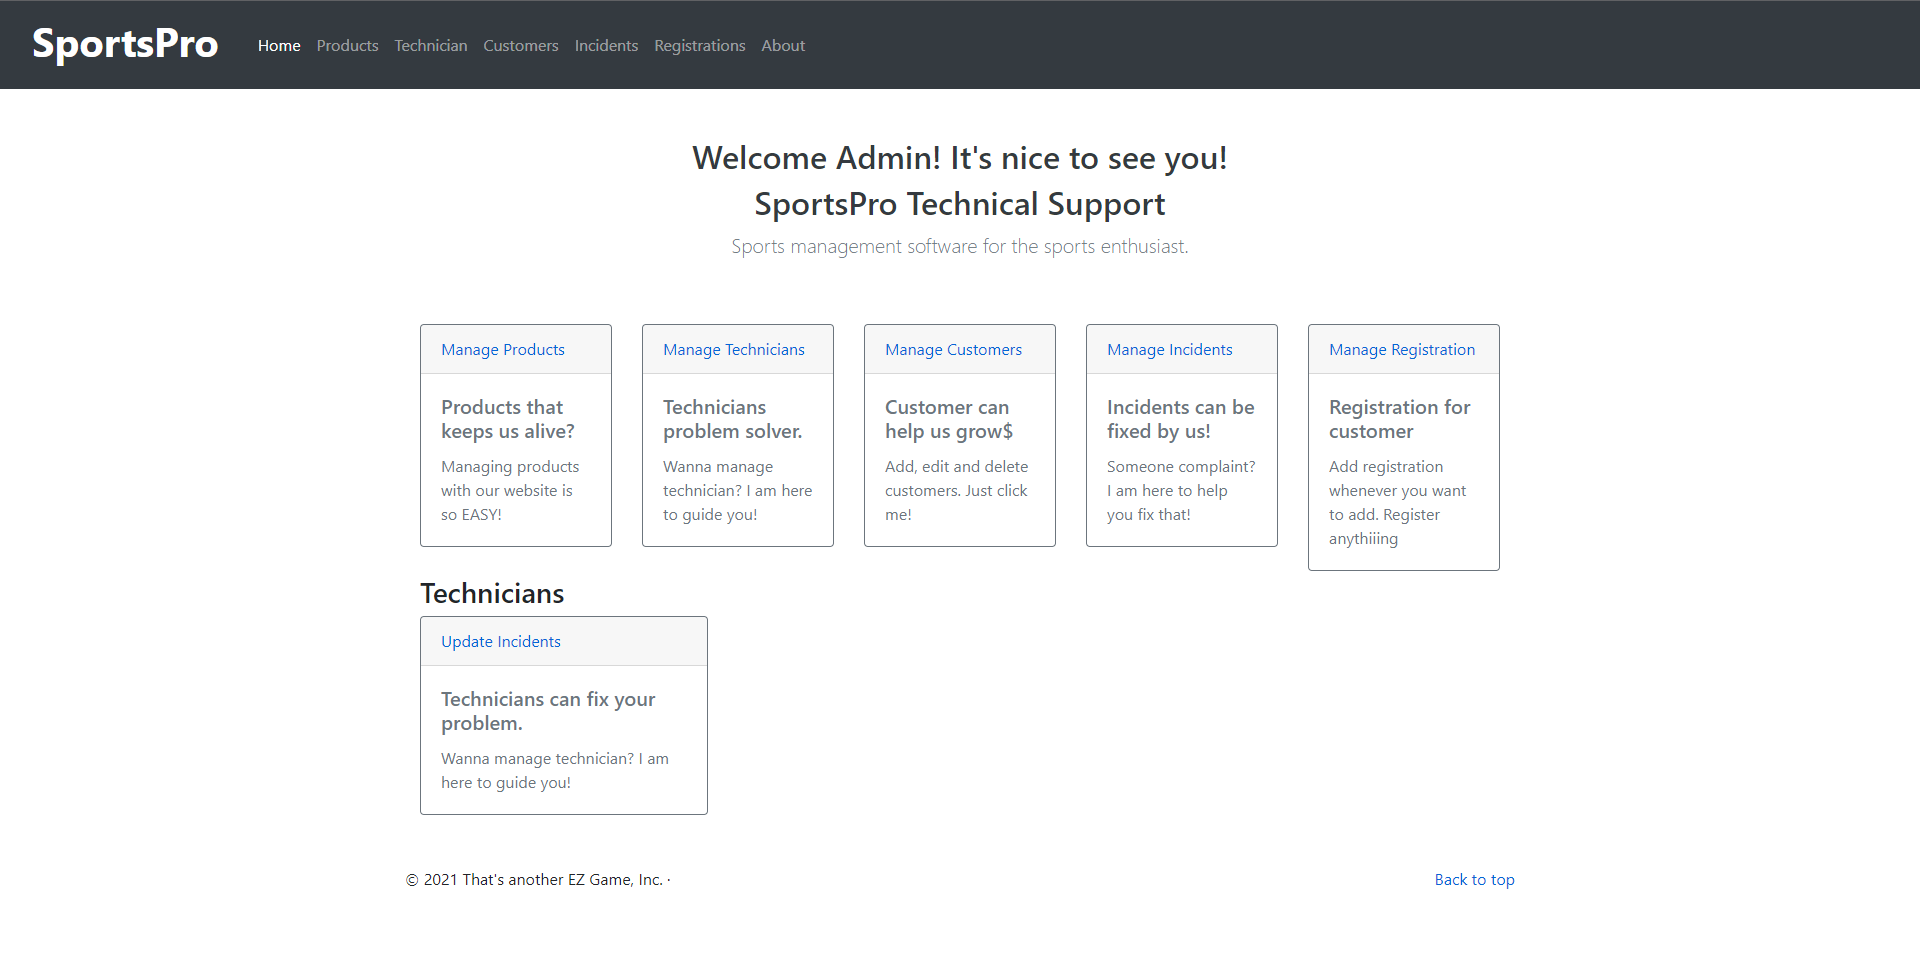 SportsPro
Home Products Technician Customers Incidents Registrations About
Welcome Admin! It's nice to see you!
SportsPro Technical Support
Sports management software for the sports enthusiast.
Manage Products
Products that
keeps us alive?
Managing products
with our website is
so EASY!
Manage Technicians
Technicians
problem solver.
Wanna manage
technician? I am here
to guide you!
Manage Customers
Customer can
help us grow$
Add, edit and delete
customers. Just click
me!
Manage Incidents
Incidents can be
fixed by us!
Someone complaint?
I am here to help
you fix that!
Manage Registration
Registration for
customer
Add registration
whenever you want
to add. Register
anythiiing
Technicians
Update Incidents
Technicians can fix your
problem.
Wanna manage technician? I am
here to guide you!
© 2021 That's another EZ Game, Inc. ·
Back to top